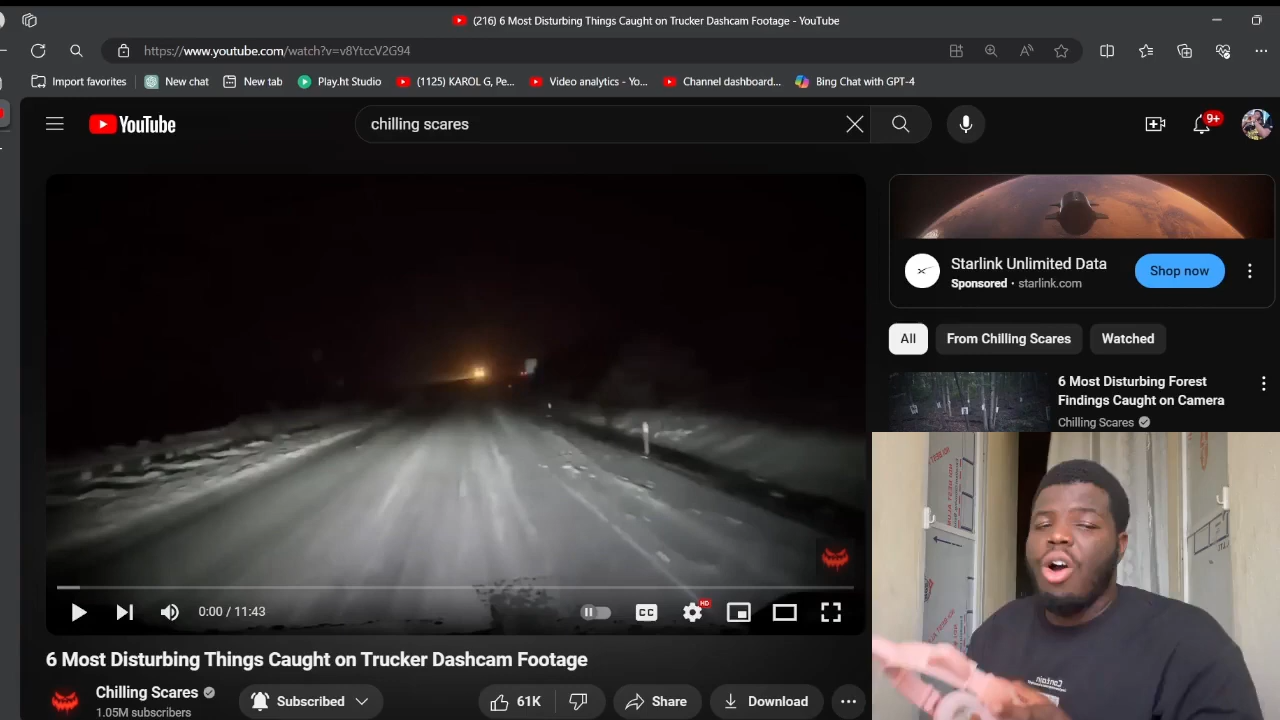 (216) 6 Most Disturbing Things Caught on Trucker Dashcam Footage - YouTube
https://www.youtube.com/watch?v=v8YtccV2G94
Import favorites
New chat
New tab
Play.ht Studio
(1125) KAROL G, Pe...
Video analytics - Yo...
Channel dashboard...
Bing Chat with GPT-4
YouTube
chilling scares
9+
Starlink Unlimited Data
Shop now
Sponsored · starlink.com
All
From Chilling Scares
Watched
6 Most Disturbing Forest
Findings Caught on Camera
Chilling Scares
0:00 / 11:43
CC
HD
6 Most Disturbing Things Caught on Trucker Dashcam Footage
Chilling Scares
1.05M subscribers
Subscribed
61K
Share
Download